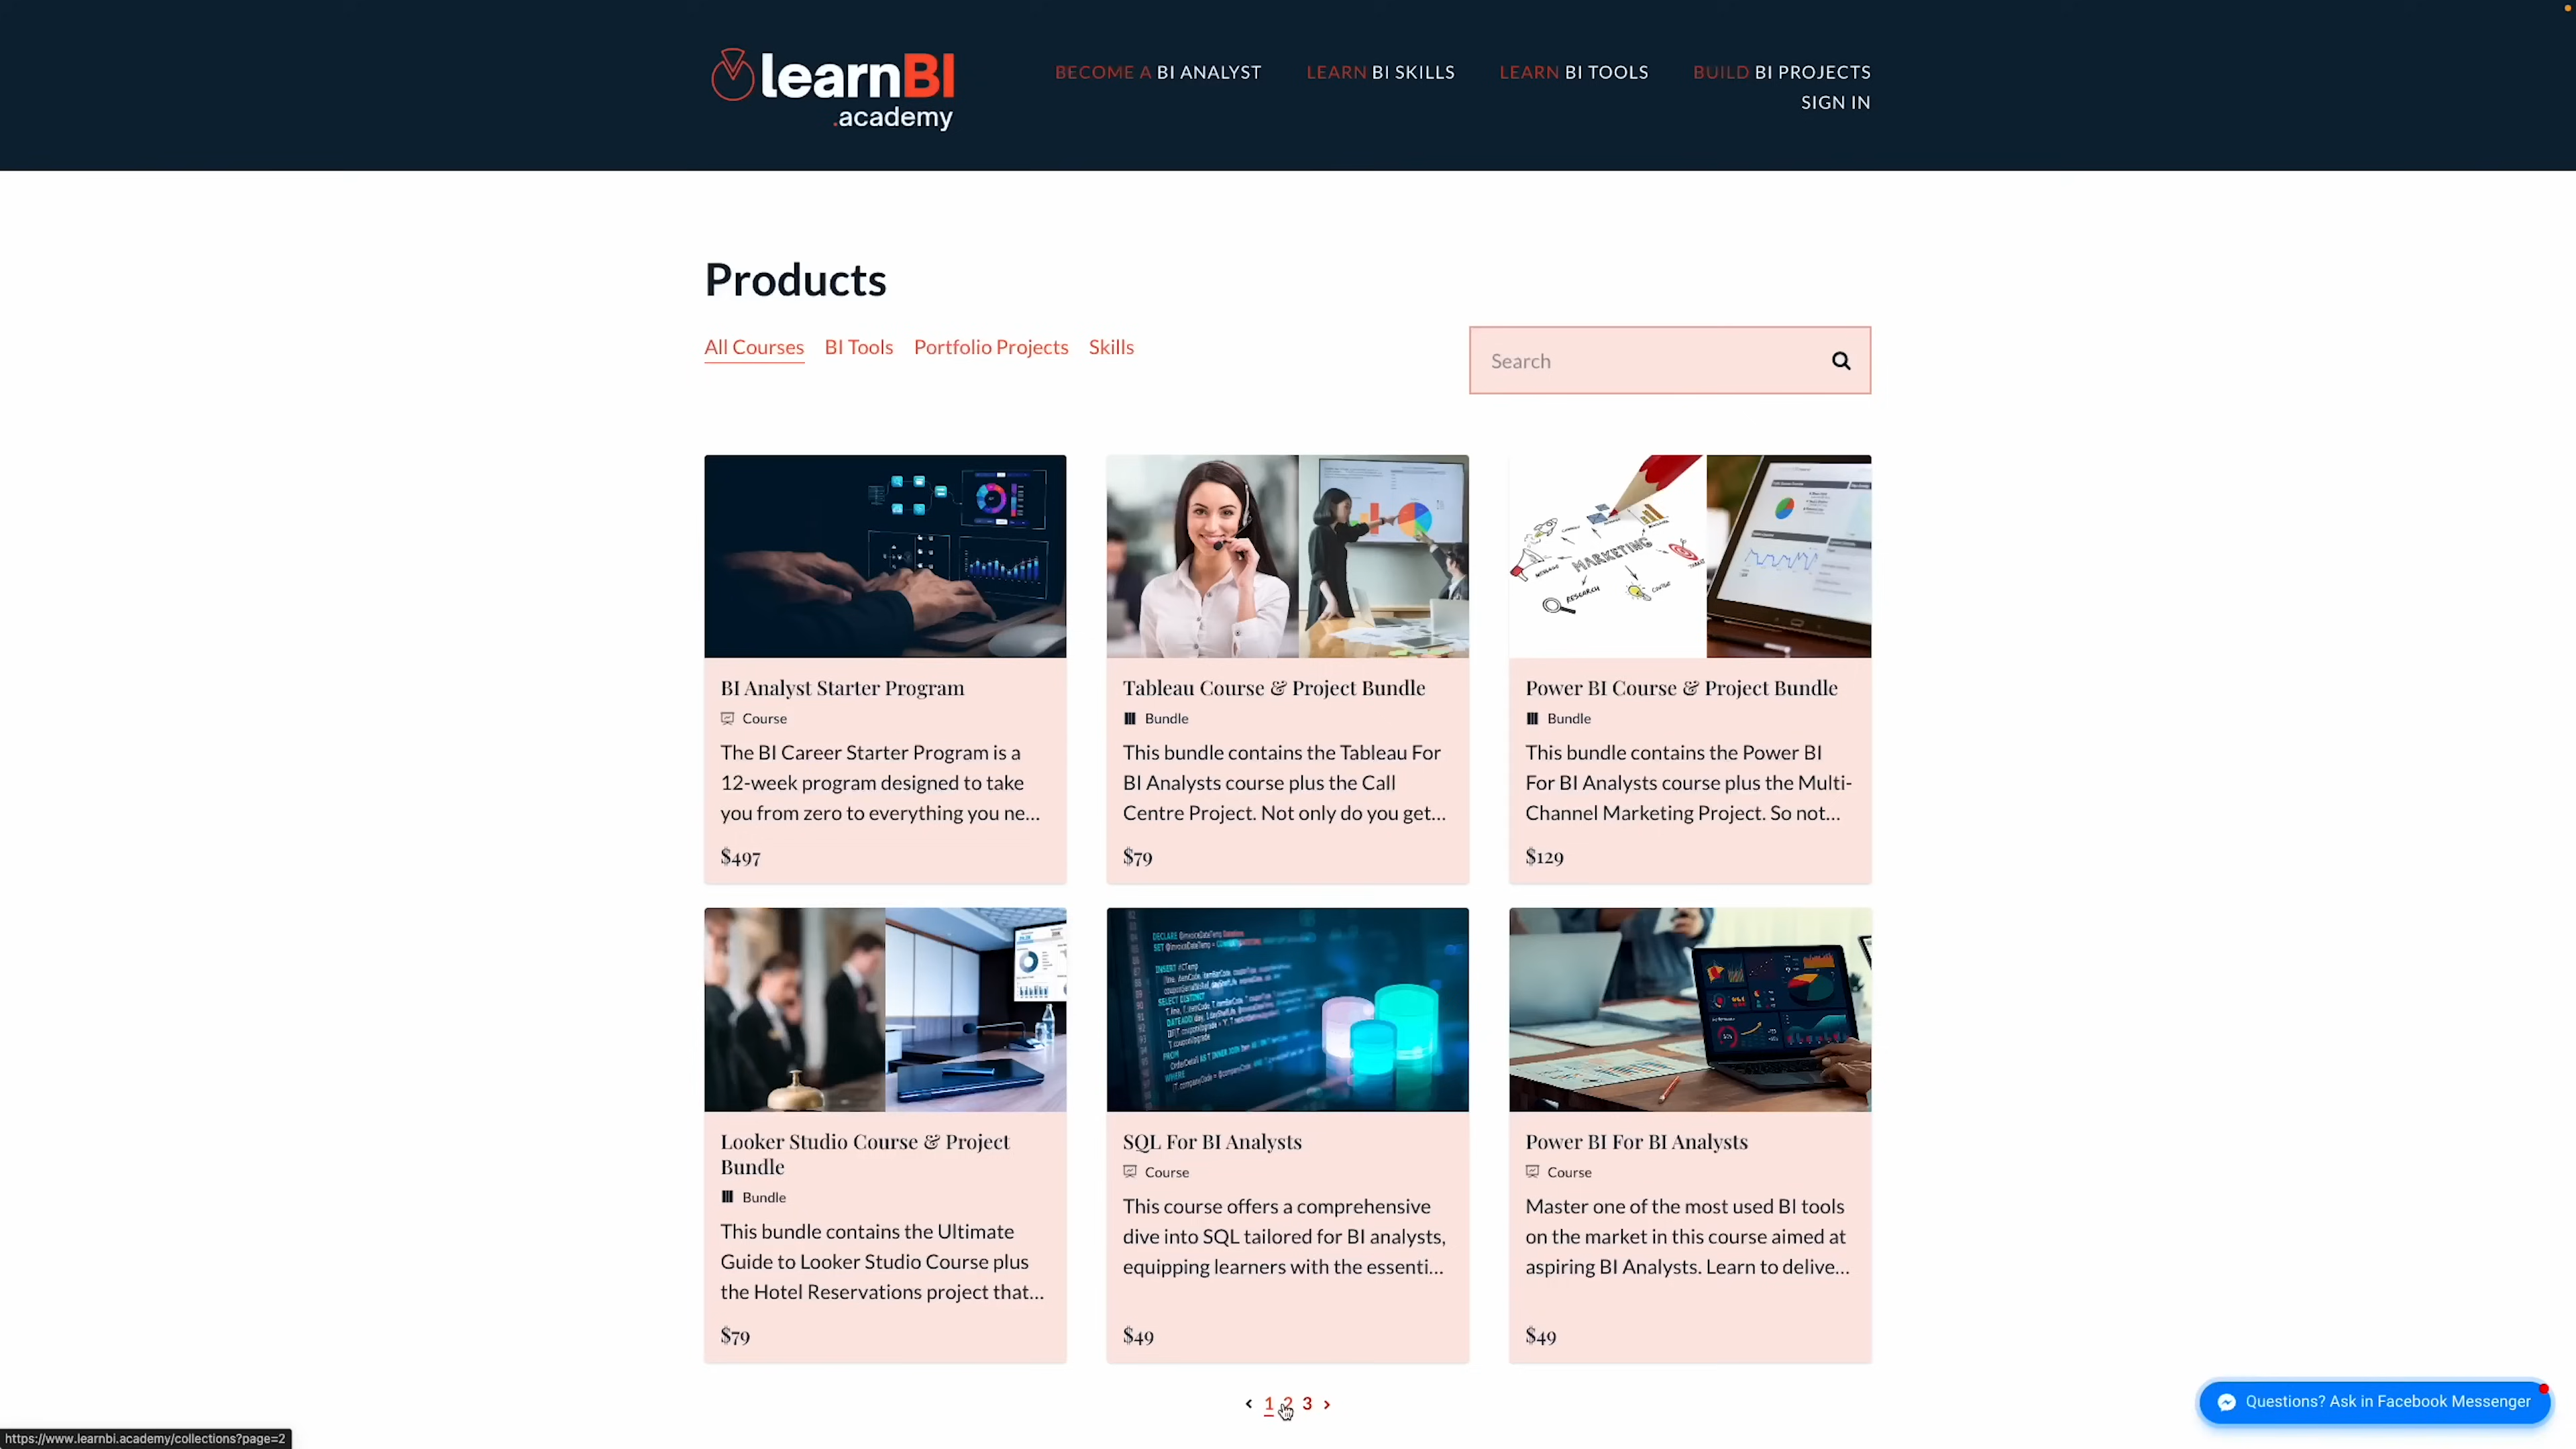 learnBI
.academy
BECOME A BI ANALYST
LEARN BI SKILLS
LEARN BI TOOLS
BUILD BI PROJECTS
SIGN IN
Products
All Courses
BI Tools
Portfolio Projects
Skills
Search
MARKETING
RESEARCH
BI Analyst Starter Program
Course
The BI Career Starter Program is a
12-week program designed to take
you from zero to everything you ne...
$497
Tableau Course & Project Bundle
Bundle
This bundle contains the Tableau For
BI Analysts course plus the Call
Centre Project. Not only do you get...
$79
Power BI Course & Project Bundle
Bundle
This bundle contains the Power BI
For BI Analysts course plus the Multi-
Channel Marketing Project. So not...
$129
Looker Studio Course & Project
Bundle
Bundle
This bundle contains the Ultimate
Guide to Looker Studio Course plus
the Hotel Reservations project that...
$79
SQL For BI Analysts
Course
This course offers a comprehensive
dive into SQL tailored for BI analysts,
equipping learners with the essenti...
$49
Power BI For BI Analysts
Course
Master one of the most used BI tools
on the market in this course aimed at
aspiring BI Analysts. Learn to delive...
$49
‹ 1 2 3 ›
Questions? Ask in Facebook Messenger
https://www.learnbi.academy/collections?page=2